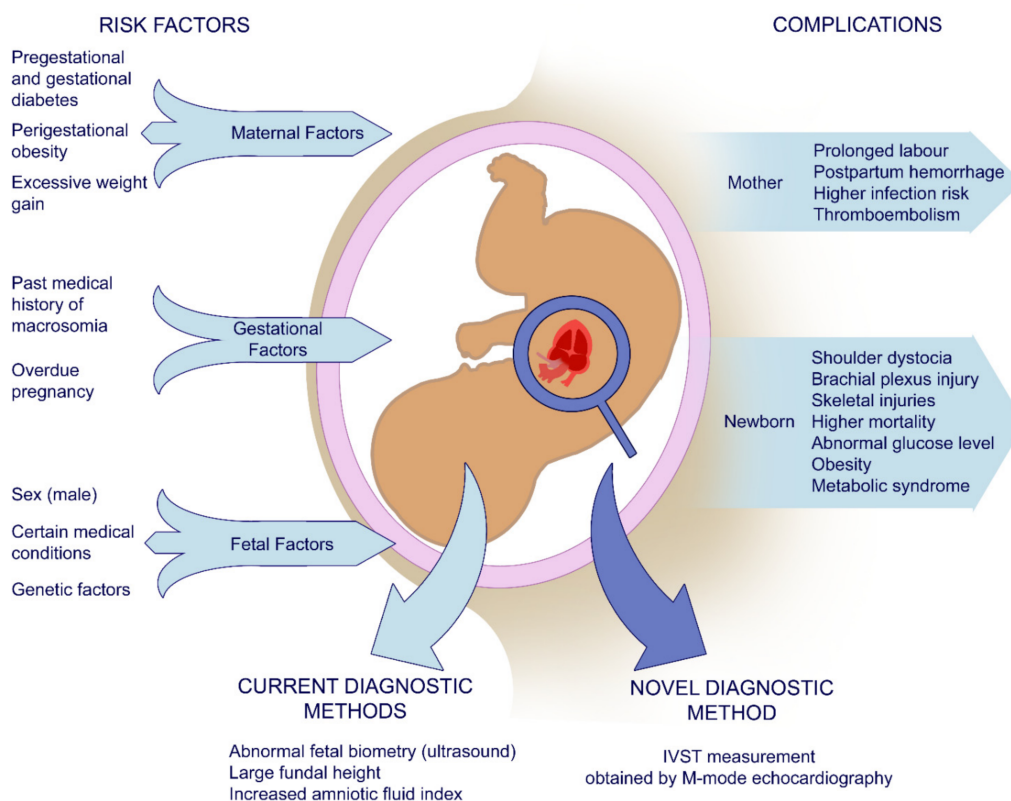 RISK FACTORS
Pregestational
and gestational
diabetes
Perigestational
obesity
Excessive weight
gain
Maternal Factors
Past medical
history of
macrosomia
Overdue
pregnancy
Gestational
Factors
Sex (male)
Certain medical
conditions
Genetic factors
Fetal Factors
COMPLICATIONS
Mother
Prolonged labour
Postpartum hemorrhage
Higher infection risk
Thromboembolism
Newborn
Shoulder dystocia
Brachial plexus injury
Skeletal injuries
Higher mortality
Abnormal glucose level
Obesity
Metabolic syndrome
CURRENT DIAGNOSTIC
METHODS
Abnormal fetal biometry (ultrasound)
Large fundal height
Increased amniotic fluid index
NOVEL DIAGNOSTIC
METHOD
IVST measurement
obtained by M-mode echocardiography